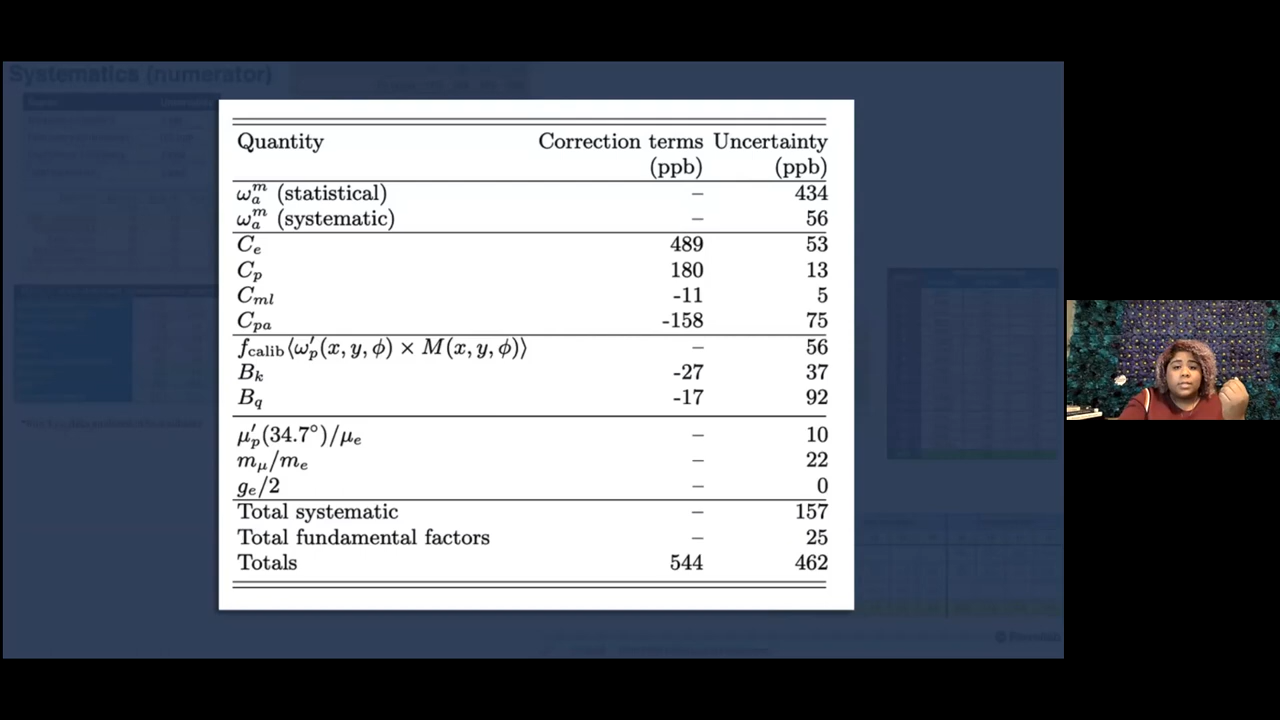 Systematics (numerator)
Quantity Correction terms Uncertainty
(ppb) (ppb)
ωₐᵐ (statistical) – 434
ωₐᵐ (systematic) – 56
Cₑ 489 53
Cₚ 180 13
Cₘₗ -11 5
Cₚₐ -158 75
f_calib⟨ω′ₚ(x, y, ϕ) × M(x, y, ϕ)⟩ – 56
Bₖ -27 37
B_q -17 92
μ′ₚ(34.7°)/μₑ – 10
m_μ/mₑ – 22
gₑ/2 – 0
Total systematic – 157
Total fundamental factors – 25
Totals 544 462